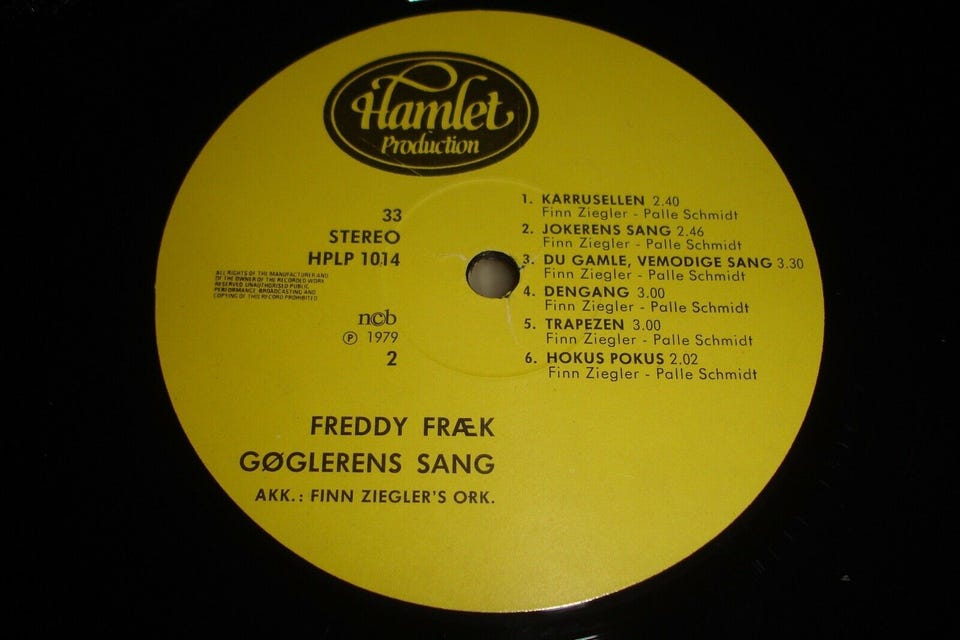 Hamlet
Production
33
STEREO
HPLP 1014
ALL RIGHTS OF THE MANUFACTURER AND
OF THE OWNER OF THE RECORDED WORK
RESERVED UNAUTHORISED PUBLIC
PERFORMANCE BROADCASTING AND
COPYING OF THIS RECORD PROHIBITED
n©b
Ⓟ 1979
2
1. KARRUSELLEN 2.40
Finn Ziegler - Palle Schmidt
2. JOKERENS SANG 2.46
Finn Ziegler - Palle Schmidt
3. DU GAMLE, VEMODIGE SANG 3.30
Finn Ziegler - Palle Schmidt
4. DENGANG 3.00
Finn Ziegler - Palle Schmidt
5. TRAPEZEN 3.00
Finn Ziegler - Palle Schmidt
6. HOKUS POKUS 2.02
Finn Ziegler - Palle Schmidt
FREDDY FRÆK
GØGLERENS SANG
AKK.: FINN ZIEGLER'S ORK.